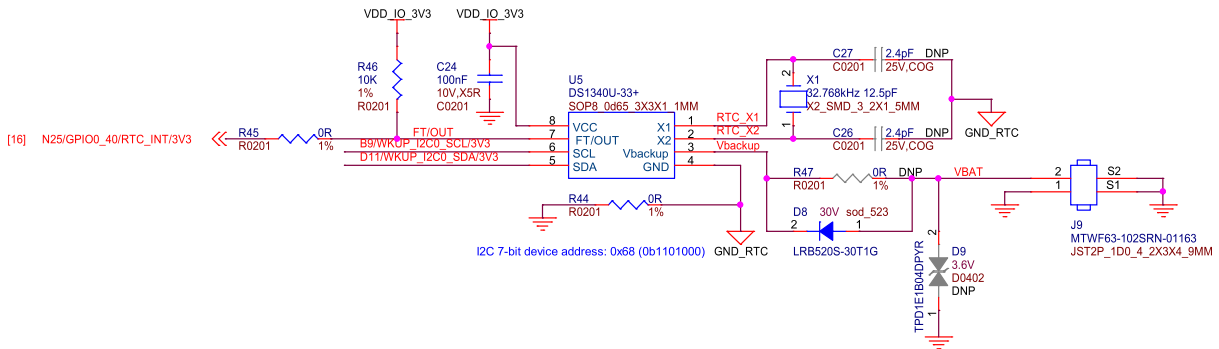 VDD_IO_3V3
VDD_IO_3V3
R46
10K
1%
R0201
C24
100nF
10V,X5R
C0201
U5
DS1340U-33+
SOP8_0d65_3X3X1_1MM
[16]
N25/GPIO0_40/RTC_INT/3V3
R45
R0201
0R
1%
FT/OUT
B9/WKUP_I2C0_SCL/3V3
D11/WKUP_I2C0_SDA/3V3
8
7
6
5
VCC
FT/OUT
SCL
SDA
X1
X2
Vbackup
GND
1
2
3
4
RTC_X1
RTC_X2
Vbackup
2
1
X1
32.768kHz 12.5pF
X2_SMD_3_2X1_5MM
C27
C0201
2.4pF
DNP
25V,COG
C26
C0201
2.4pF
DNP
25V,COG
GND_RTC
R47
R0201
0R
1%
DNP
VBAT
2
1
S2
S1
J9
MTWF63-102SRN-01163
JST2P_1D0_4_2X3X4_9MM
R44
R0201
0R
1%
D8
30V
sod_523
2
1
LRB520S-30T1G
GND_RTC
I2C 7-bit device address: 0x68 (0b1101000)
2
1
D9
3.6V
D0402
DNP
TPD1E1B04DPYR